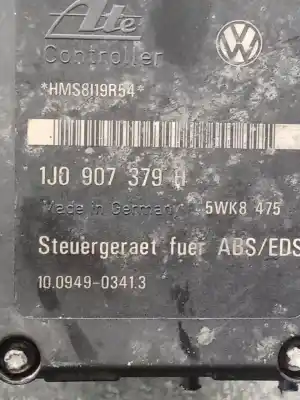 Ate
Controller
*HMS8I19R54*
1J0 907 379 H
Made in Germany 5WK8 475
Steuergeraet fuer ABS/EDS
10.0949-0341.3